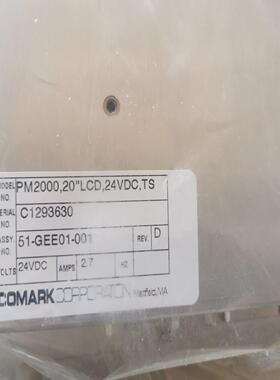 MODEL NO. PM2000,20"LCD,24VDC,TS
SERIAL NO. C1293630
ASSY. NO. 51-GEE01-001 REV. D
VOLTS 24VDC AMPS 2.7 HZ
COMARK CORPORATION Medfield, MA